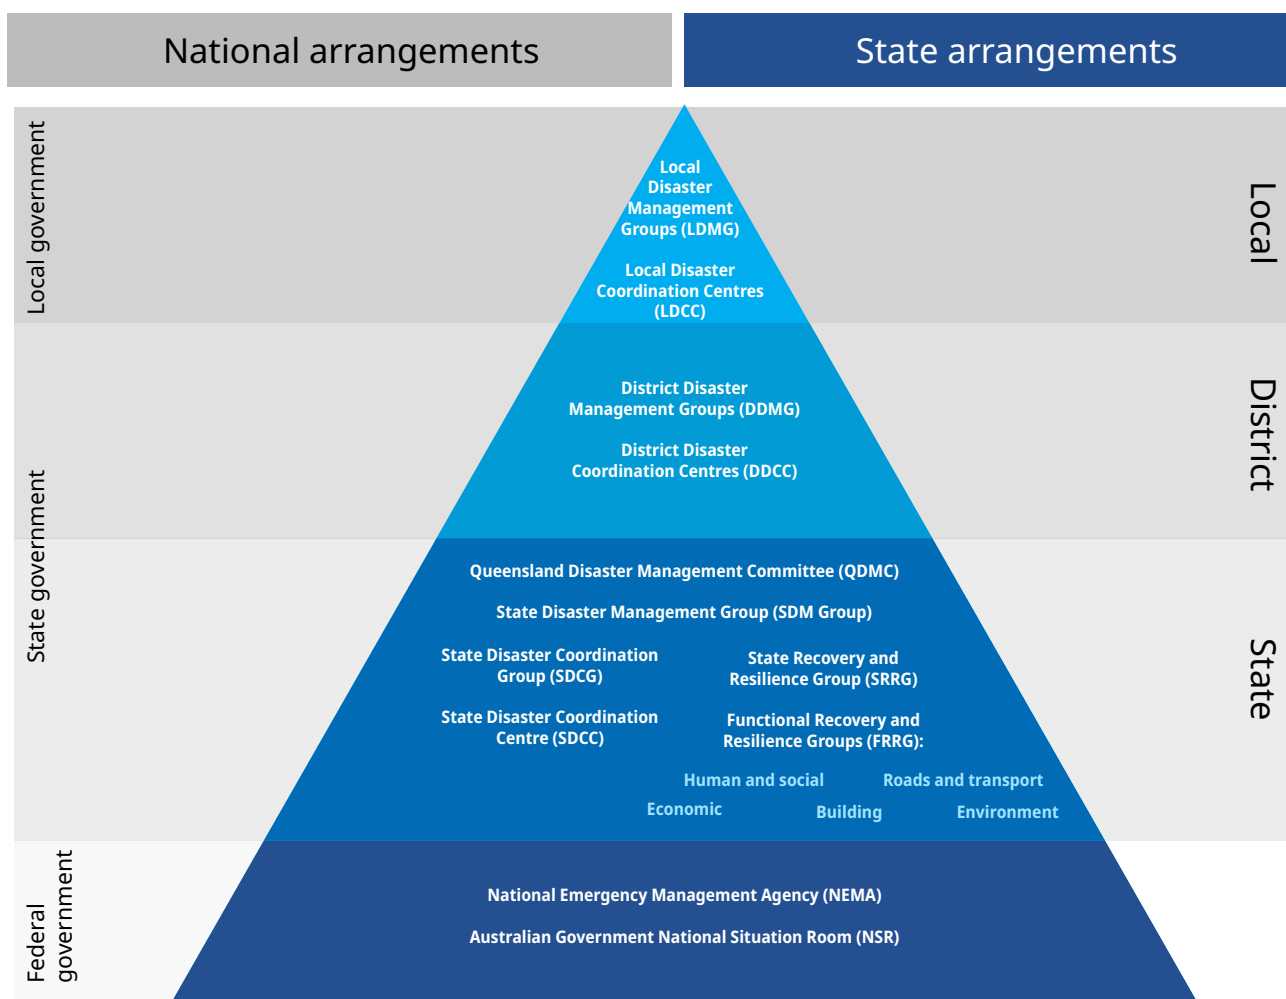 National arrangements
State arrangements
Local government
Local
Disaster
Management
Groups (LDMG)
Local Disaster
Coordination Centres
(LDCC)
Local
State government
District Disaster
Management Groups (DDMG)
District Disaster
Coordination Centres (DDCC)
District
Queensland Disaster Management Committee (QDMC)
State Disaster Management Group (SDM Group)
State Disaster Coordination
Group (SDCG)
State Disaster Coordination
Centre (SDCC)
State Recovery and
Resilience Group (SRRG)
Functional Recovery and
Resilience Groups (FRRG):
Human and social
Roads and transport
Economic
Building
Environment
State
Federal
government
National Emergency Management Agency (NEMA)
Australian Government National Situation Room (NSR)